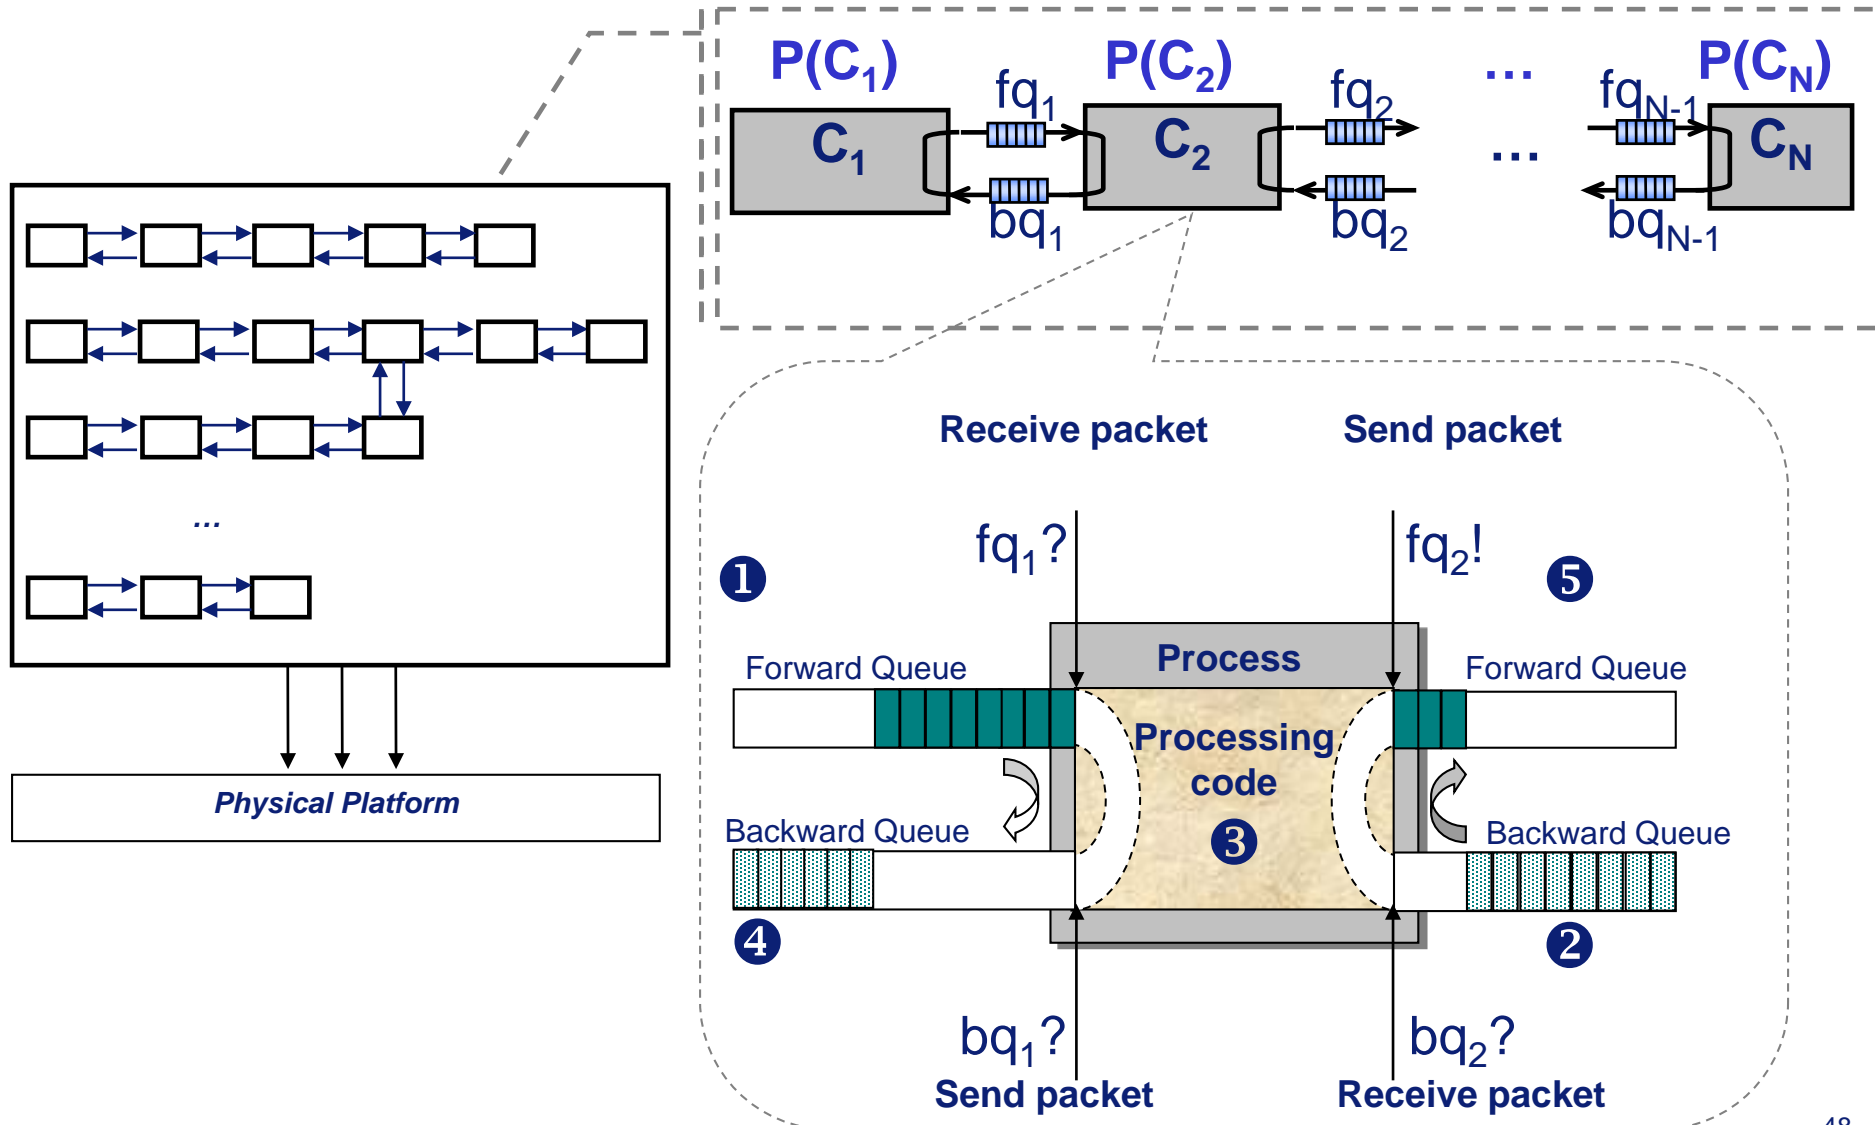 P(C1) P(C2) ... P(CN)
fq1 fq2 fqN-1
C1 C2 ... CN
bq1 bq2 bqN-1
Receive packet Send packet
...
fq1? fq2!
1 5
Process
Forward Queue Forward Queue
Processing
code
Physical Platform
Backward Queue Backward Queue
3
4 2
bq1? bq2?
Send packet Receive packet